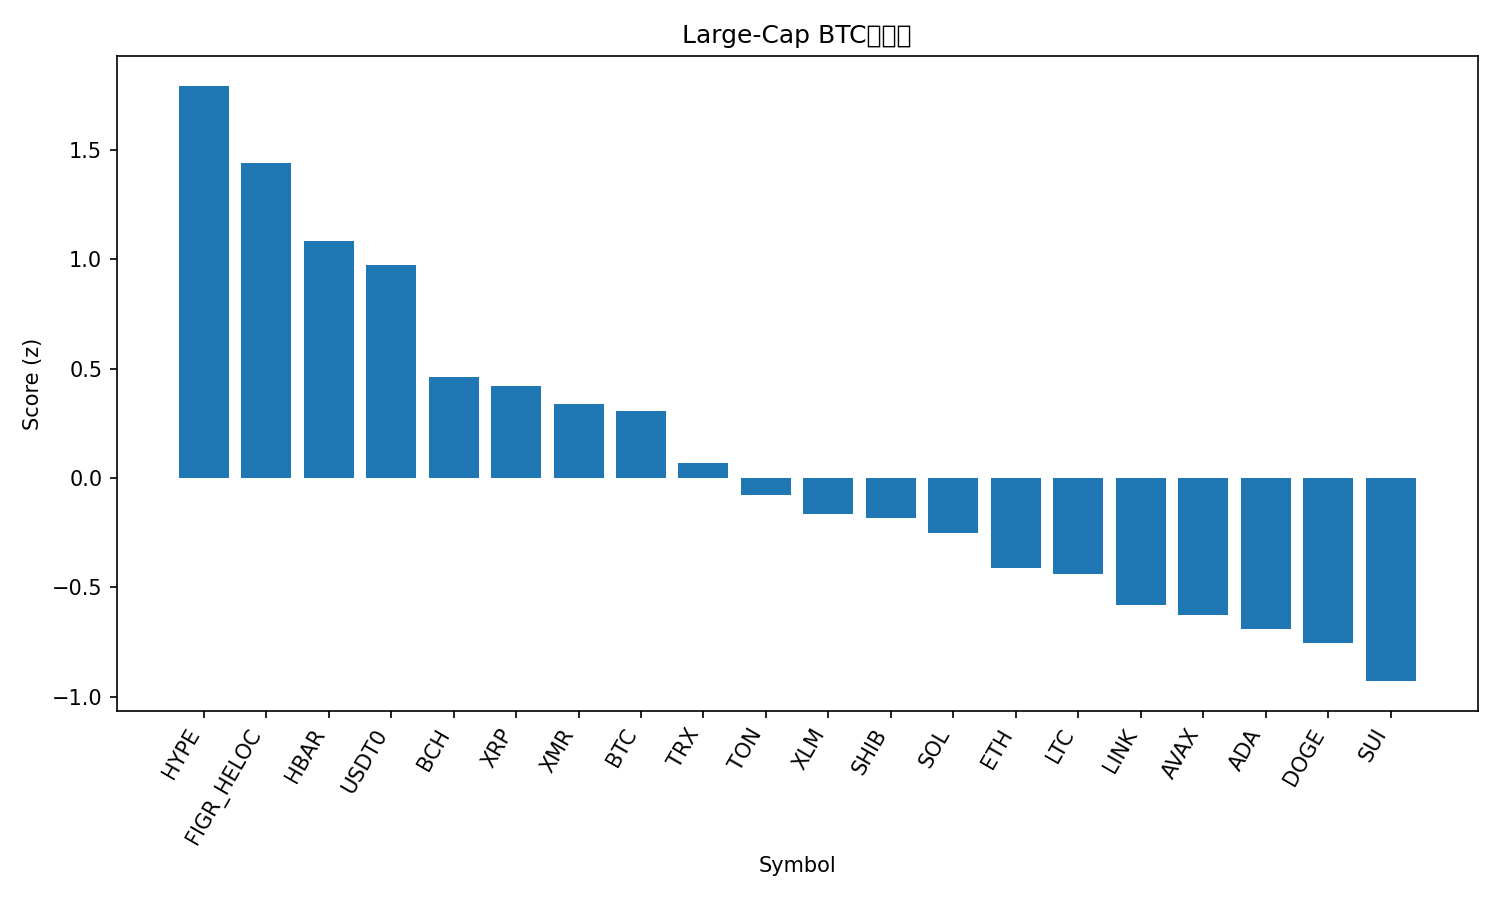 Large-Cap BTC
1.5
1.0
0.5
0.0
−0.5
−1.0
Score (z)
HYPE
FIGR_HELOC
HBAR
USDT0
BCH
XRP
XMR
BTC
TRX
TON
XLM
SHIB
SOL
ETH
LTC
LINK
AVAX
ADA
DOGE
SUI
Symbol